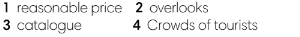 1 reasonable price 2 overlooks
3 catalogue 4 Crowds of tourists